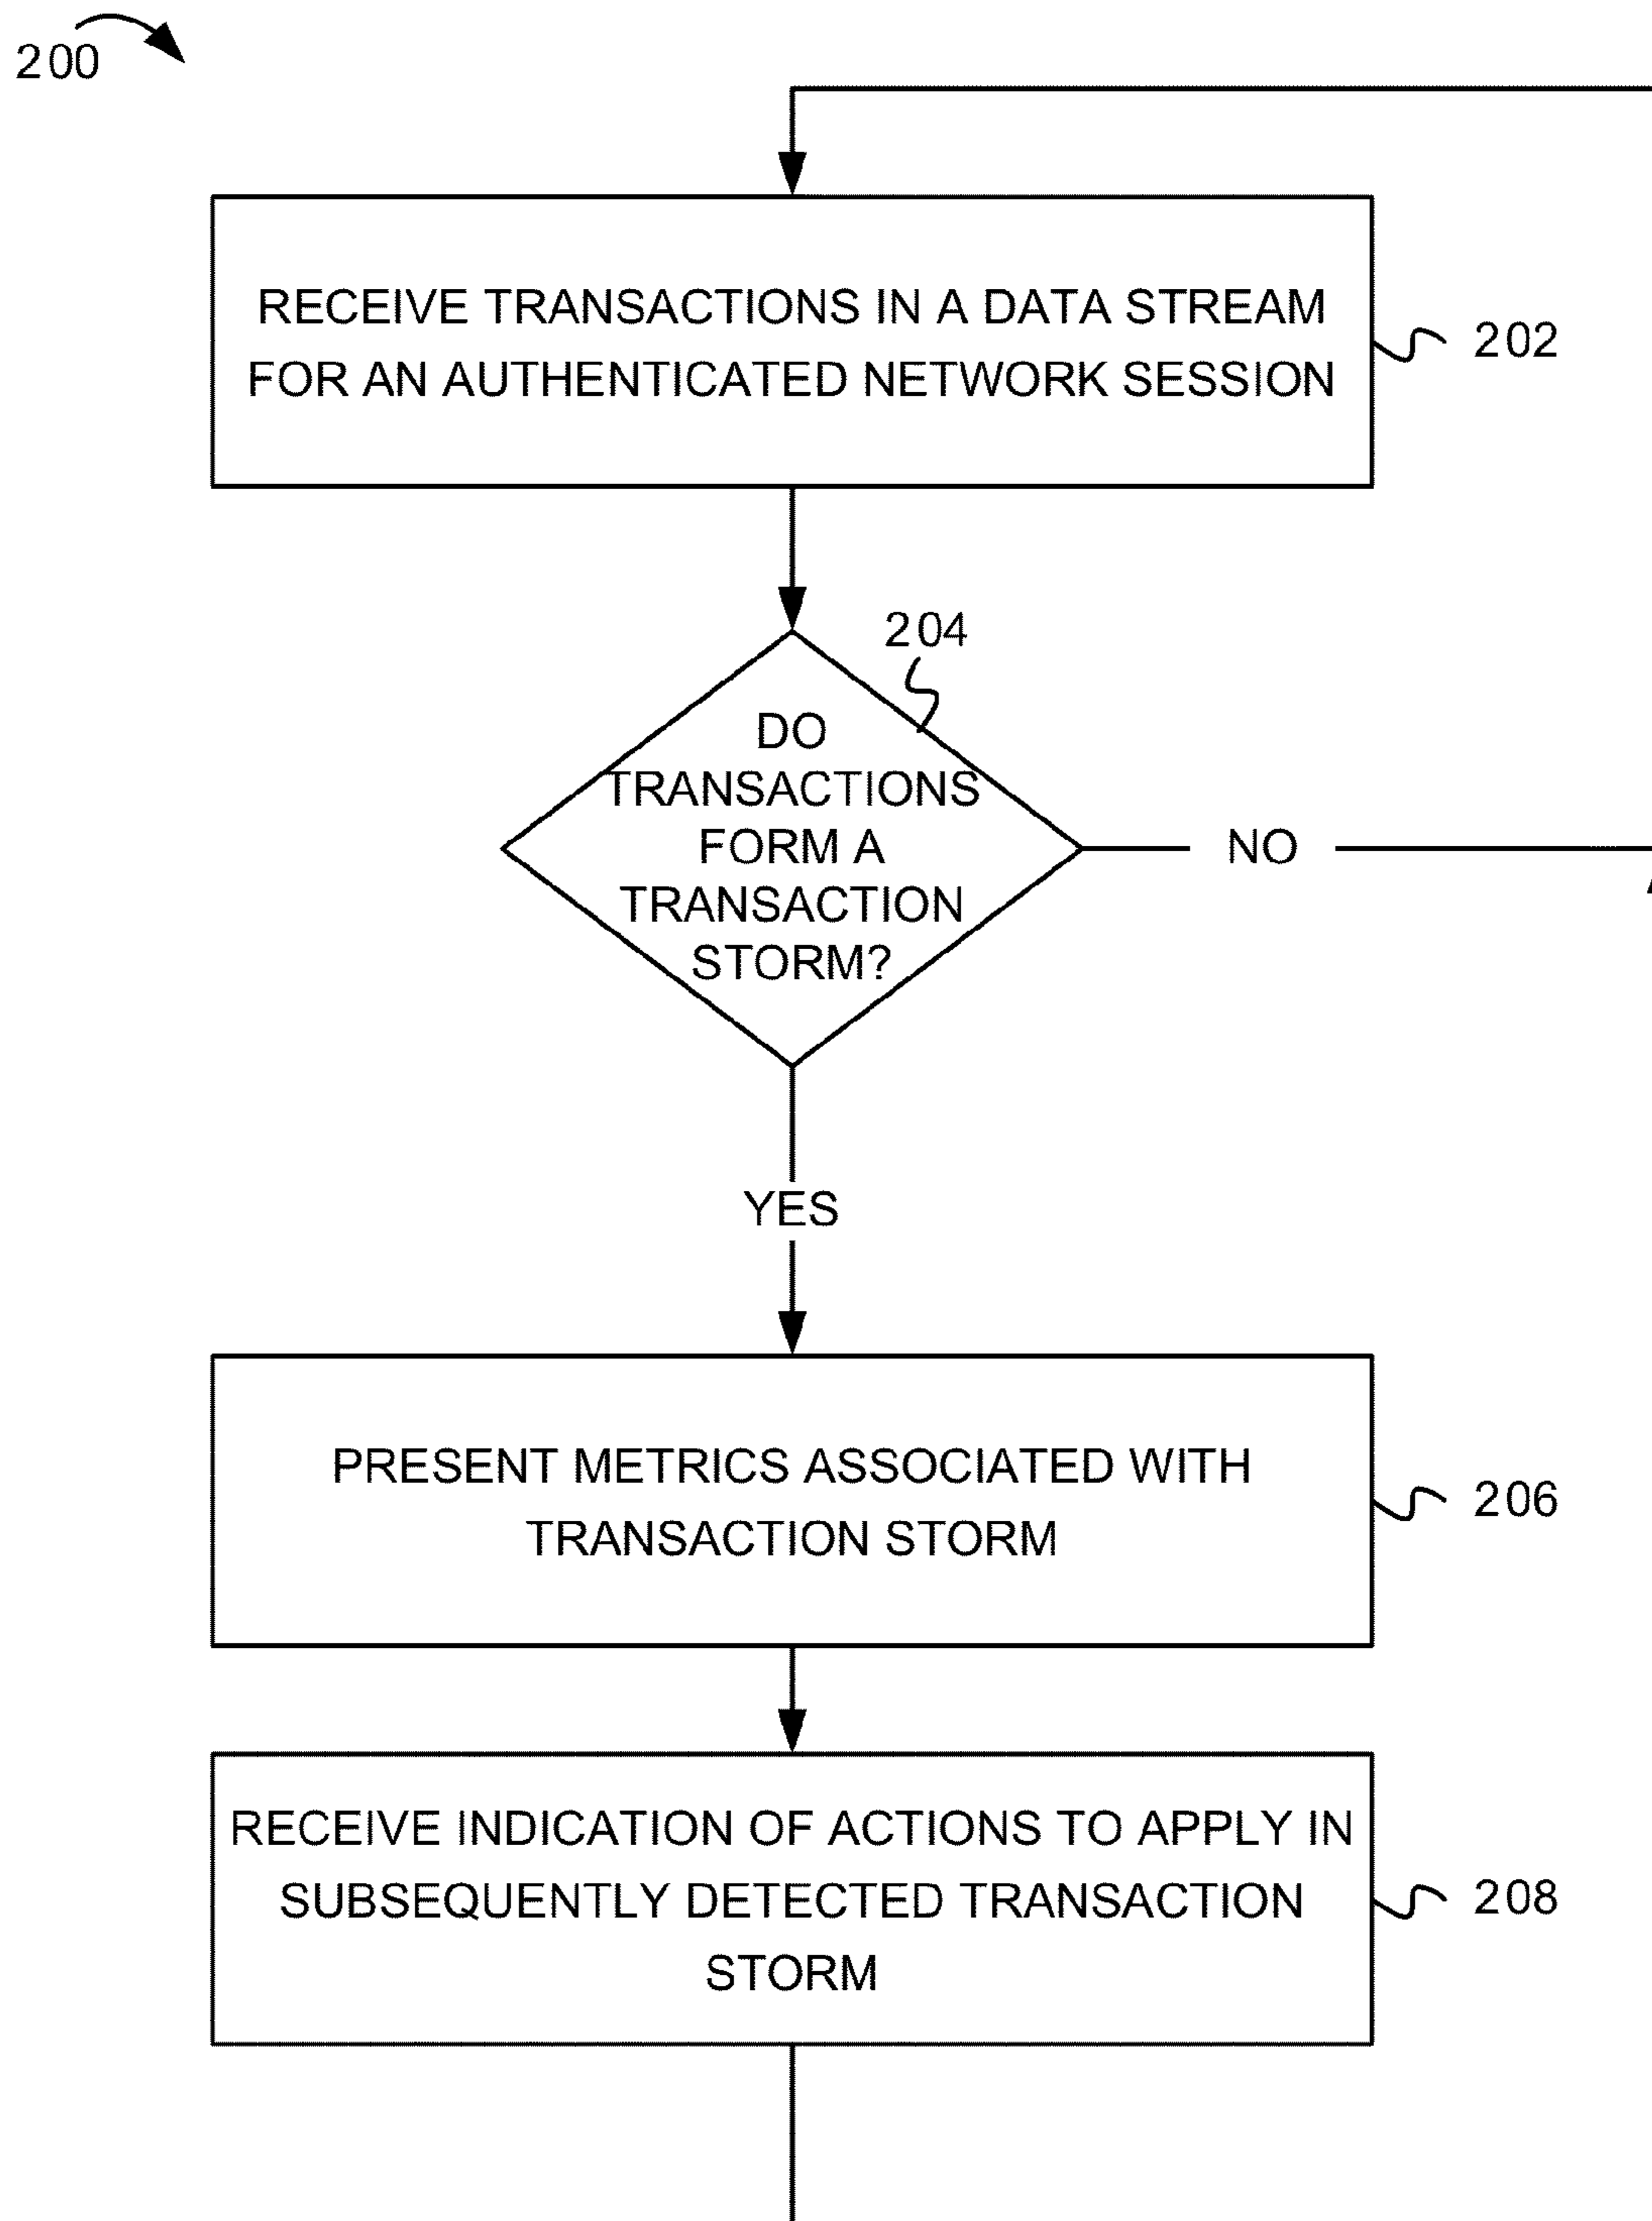 200
RECEIVE TRANSACTIONS IN A DATA STREAM
FOR AN AUTHENTICATED NETWORK SESSION
202
204
DO
TRANSACTIONS
FORM A
TRANSACTION
STORM?
NO
YES
PRESENT METRICS ASSOCIATED WITH
TRANSACTION STORM
206
RECEIVE INDICATION OF ACTIONS TO APPLY IN
SUBSEQUENTLY DETECTED TRANSACTION
STORM
208